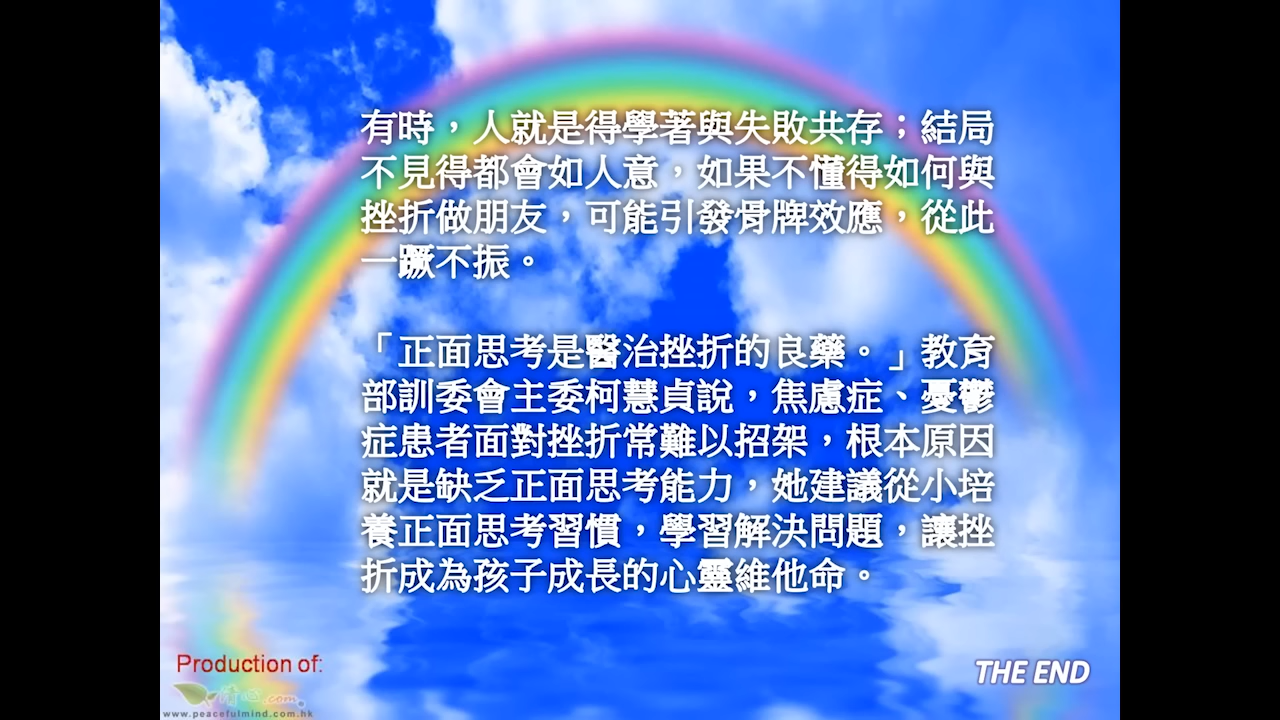 有時，人就是得學著與失敗共存；結局
不見得都會如人意，如果不懂得如何與
挫折做朋友，可能引發骨牌效應，從此
一蹶不振。
「正面思考是醫治挫折的良藥。」教育
部訓委會主委柯慧貞說，焦慮症、憂鬱
症患者面對挫折常難以招架，根本原因
就是缺乏正面思考能力，她建議從小培
養正面思考習慣，學習解決問題，讓挫
折成為孩子成長的心靈維他命。
Production of:
清心.com
www.peacefulmind.com.hk
THE END